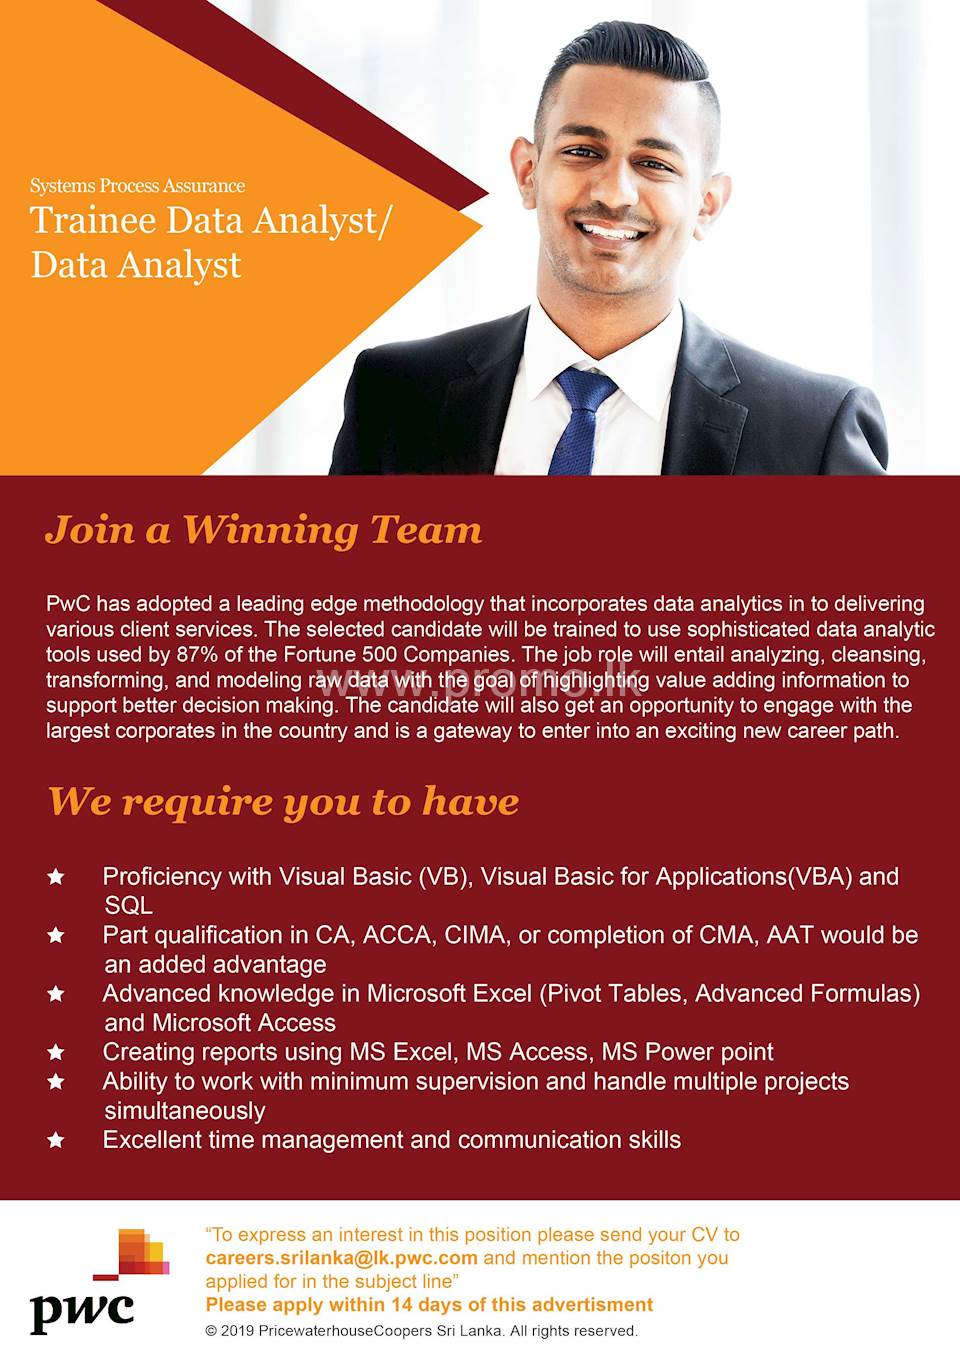 Systems Process Assurance
Trainee Data Analyst/
Data Analyst
Join a Winning Team
PwC has adopted a leading edge methodology that incorporates data analytics in to delivering
various client services. The selected candidate will be trained to use sophisticated data analytic
tools used by 87% of the Fortune 500 Companies. The job role will entail analyzing, cleansing,
transforming, and modeling raw data with the goal of highlighting value adding information to
support better decision making. The candidate will also get an opportunity to engage with the
largest corporates in the country and is a gateway to enter into an exciting new career path.
www.promo.lk
We require you to have
★ Proficiency with Visual Basic (VB), Visual Basic for Applications(VBA) and
SQL
★ Part qualification in CA, ACCA, CIMA, or completion of CMA, AAT would be
an added advantage
★ Advanced knowledge in Microsoft Excel (Pivot Tables, Advanced Formulas)
and Microsoft Access
★ Creating reports using MS Excel, MS Access, MS Power point
★ Ability to work with minimum supervision and handle multiple projects
simultaneously
★ Excellent time management and communication skills
“To express an interest in this position please send your CV to
careers.srilanka@lk.pwc.com and mention the positon you
applied for in the subject line”
Please apply within 14 days of this advertisment
© 2019 PricewaterhouseCoopers Sri Lanka. All rights reserved.
pwc